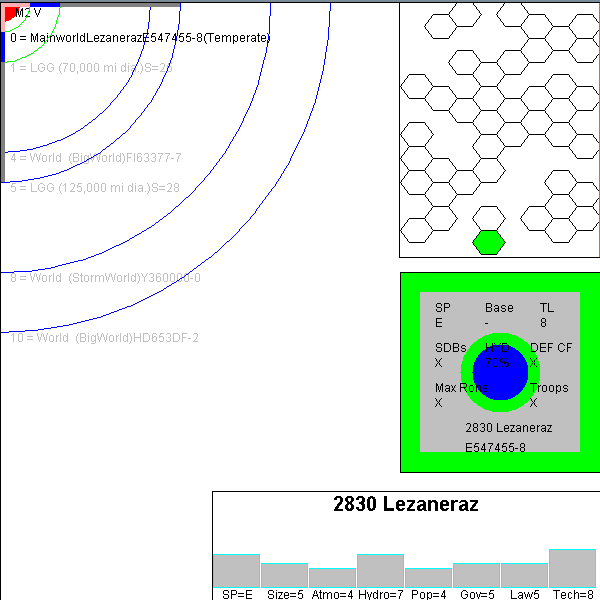 M2 V
0 = MainworldLezanerazE547455-8(Temperate)
1 = LGG (70,000 mi dia.)S=23
4 = World (BigWorld)FI63377-7
5 = LGG (125,000 mi dia.)S=28
8 = World (StormWorld)Y360000-0
10 = World (BigWorld)HD653DF-2
SP Base TL
E - 8
SDBs HYD DEF CF
X 70% X
Max Rons Troops
X X
2830 Lezaneraz
E547455-8
2830 Lezaneraz
SP=E Size=5 Atmo=4 Hydro=7 Pop=4 Gov=5 Law5 Tech=8